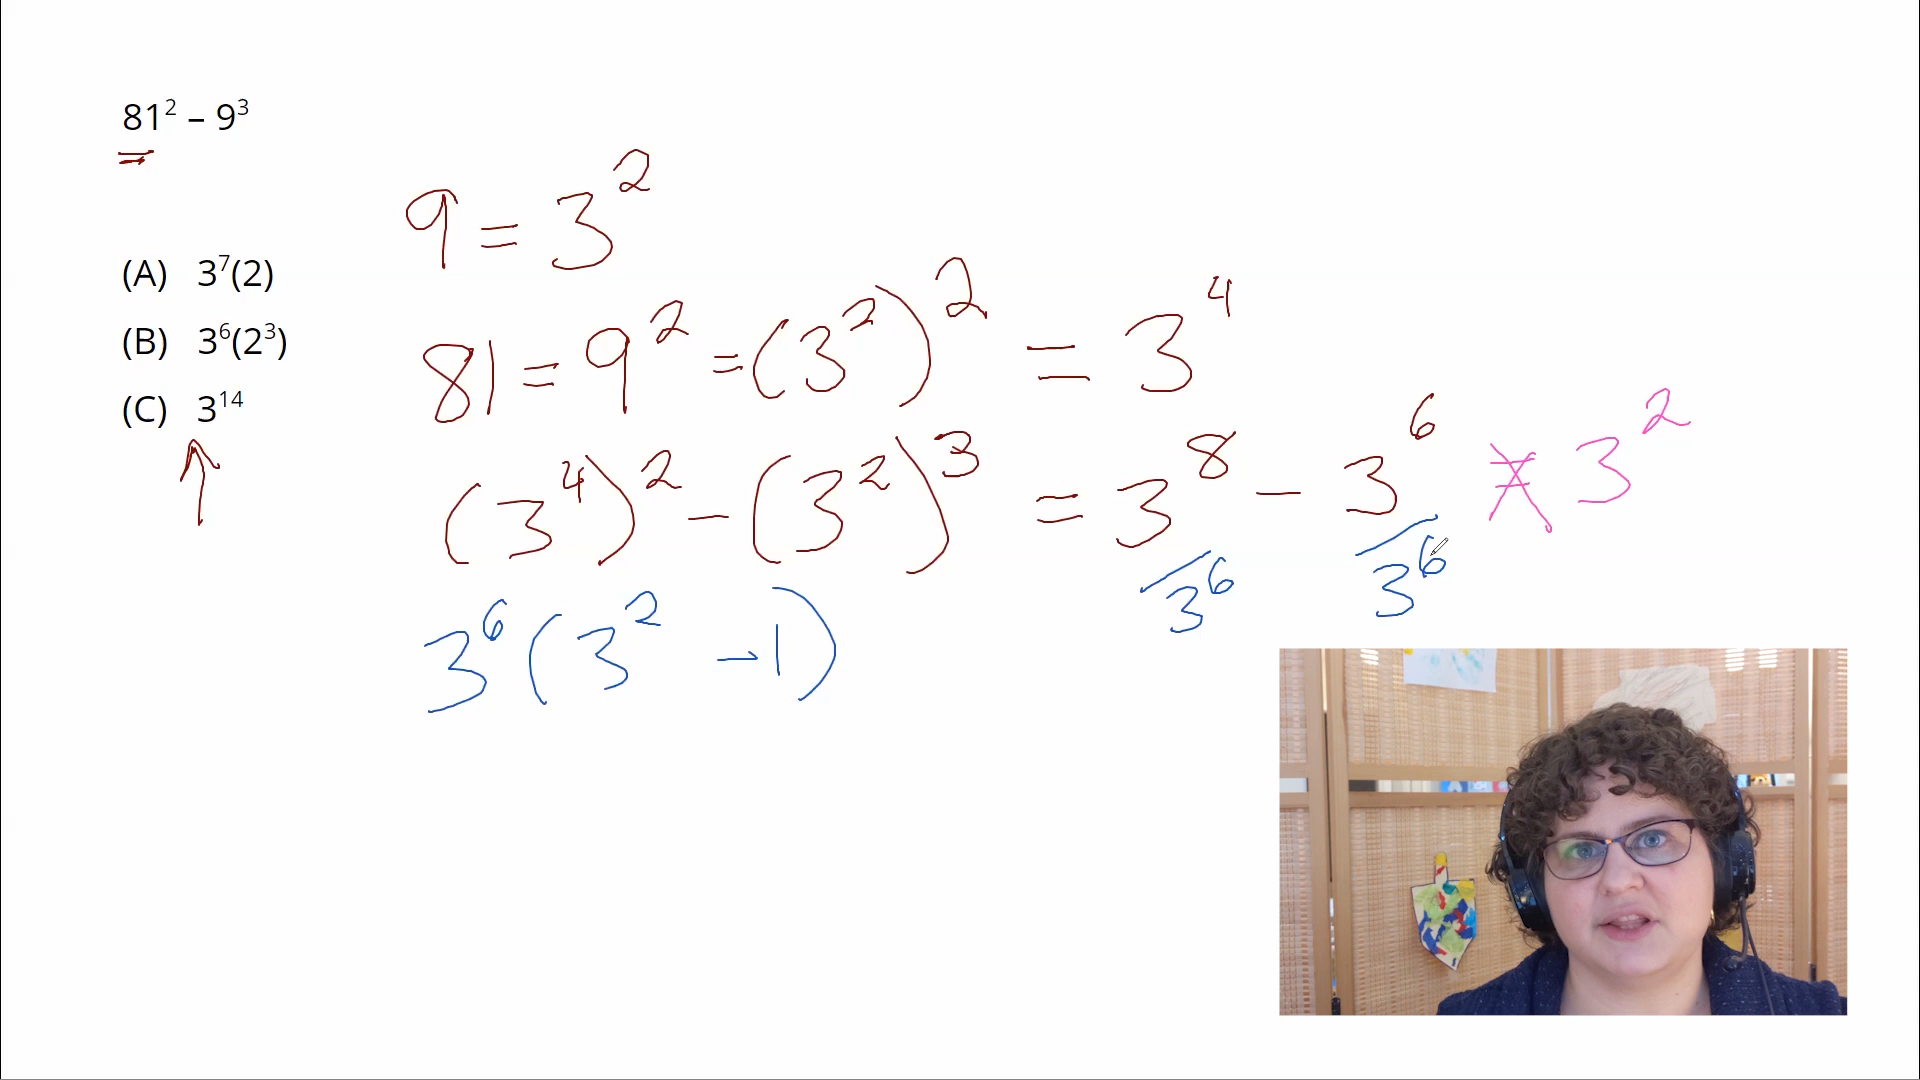 81² – 9³
9 = 3²
(A) 3⁷(2)
(B) 3⁶(2³)
(C) 3¹⁴
81 = 9² = (3²)² = 3⁴
(3⁴)² – (3²)³ = 3⁸ – 3⁶ ≠ 3²
3⁶ 3⁶
3⁶(3² – 1)